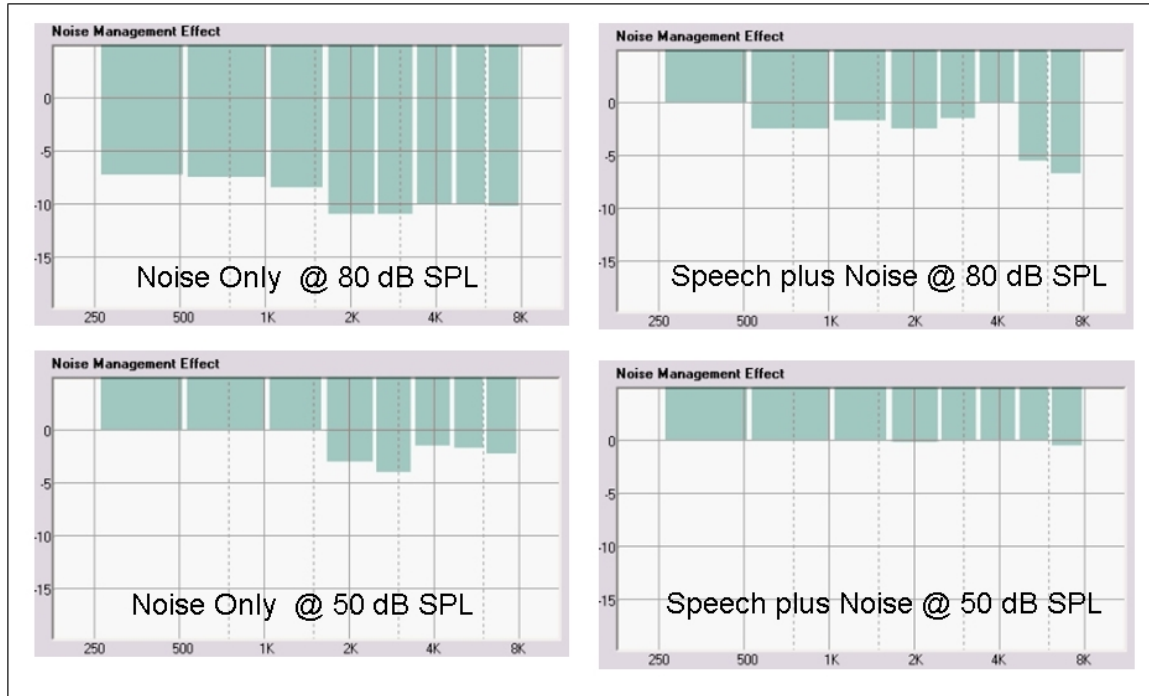 Noise Management Effect
0
-5
-10
-15
Noise Only @ 80 dB SPL
250 500 1K 2K 4K 8K
Noise Management Effect
0
-5
-10
-15
Speech plus Noise @ 80 dB SPL
250 500 1K 2K 4K 8K
Noise Management Effect
0
-5
-10
-15
Noise Only @ 50 dB SPL
250 500 1K 2K 4K 8K
Noise Management Effect
0
-5
-10
-15
Speech plus Noise @ 50 dB SPL
250 500 1K 2K 4K 8K